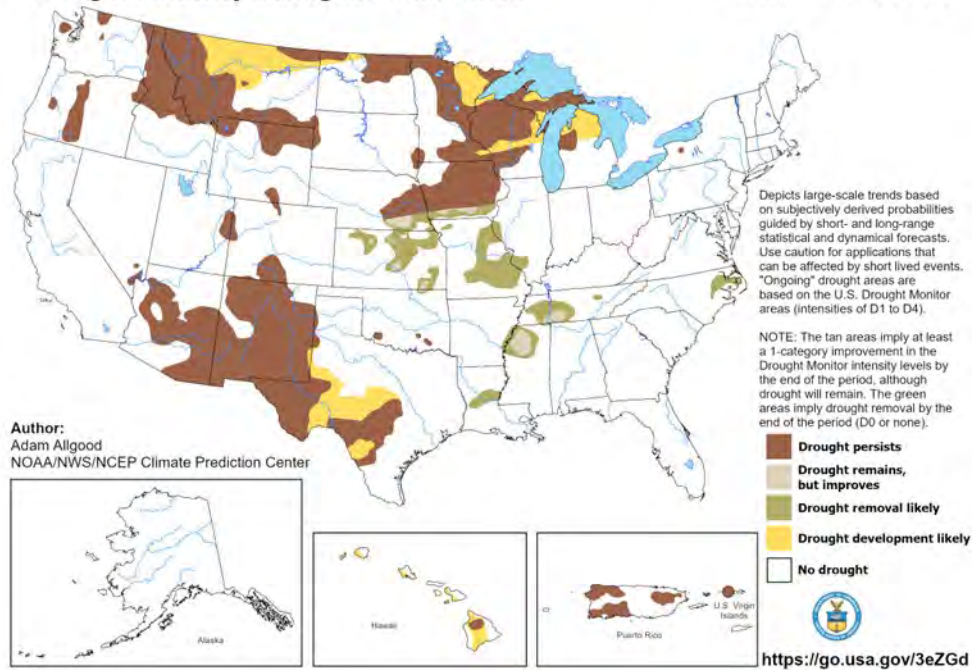 Depicts large-scale trends based
on subjectively derived probabilities
guided by short- and long-range
statistical and dynamical forecasts.
Use caution for applications that
can be affected by short lived events.
"Ongoing" drought areas are
based on the U.S. Drought Monitor
areas (intensities of D1 to D4).
NOTE: The tan areas imply at least
a 1-category improvement in the
Drought Monitor intensity levels by
the end of the period, although
drought will remain. The green
areas imply drought removal by the
end of the period (D0 or none).
Author:
Adam Allgood
NOAA/NWS/NCEP Climate Prediction Center
Drought persists
Drought remains,
but improves
Drought removal likely
Drought development likely
No drought
Alaska
Hawaii
Puerto Rico
U.S. Virgin
Islands
https://go.usa.gov/3eZGd